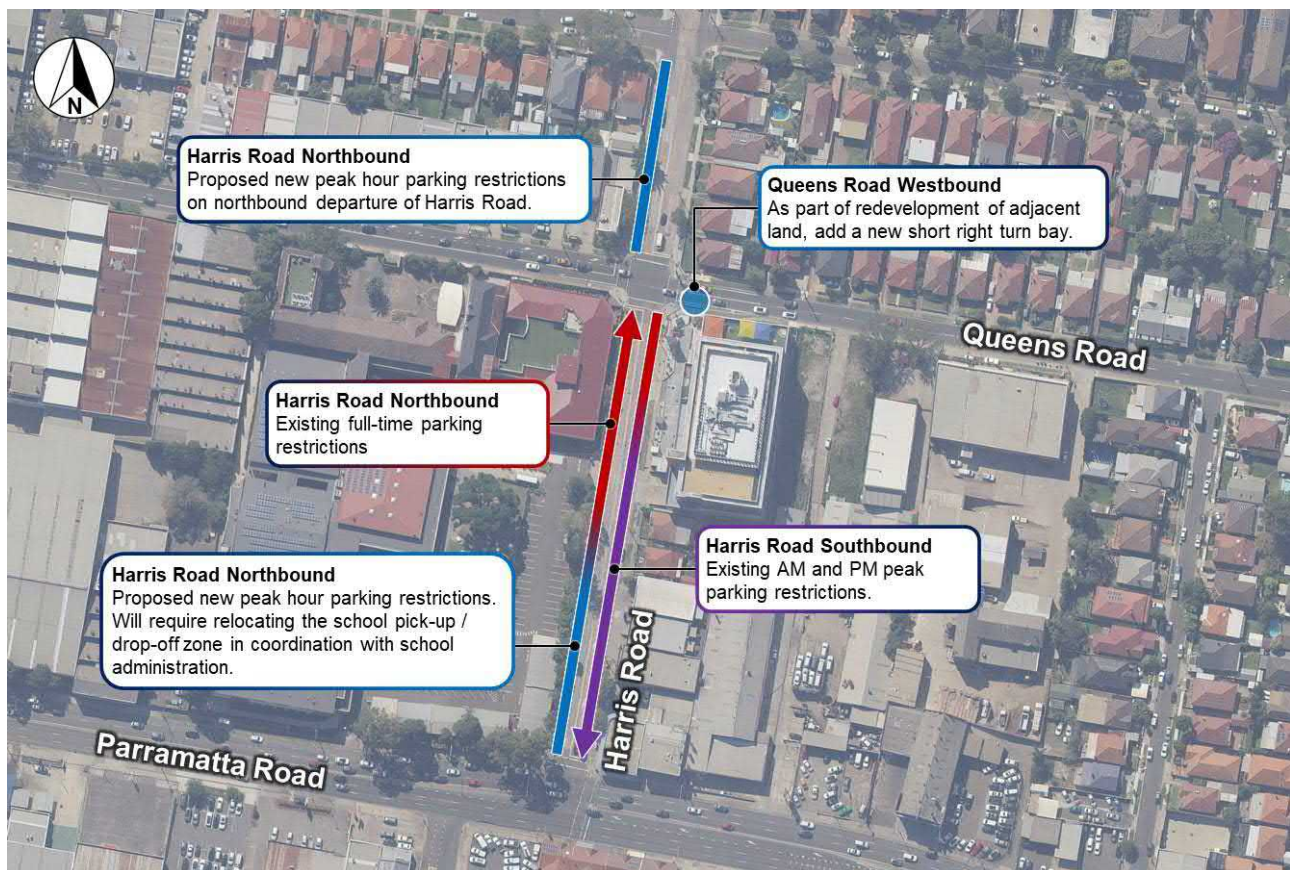 N
Harris Road Northbound
Proposed new peak hour parking restrictions
on northbound departure of Harris Road.
Queens Road Westbound
As part of redevelopment of adjacent
land, add a new short right turn bay.
Queens Road
Harris Road Northbound
Existing full-time parking
restrictions
Harris Road Southbound
Existing AM and PM peak
parking restrictions.
Harris Road Northbound
Proposed new peak hour parking restrictions.
Will require relocating the school pick-up /
drop-off zone in coordination with school
administration.
Harris Road
Parramatta Road